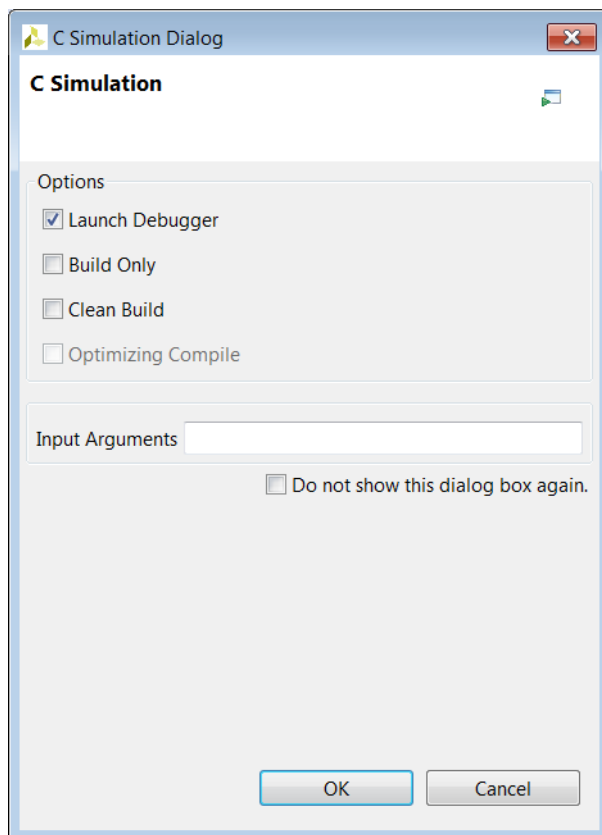 C Simulation Dialog
C Simulation
Options
Launch Debugger
Build Only
Clean Build
Optimizing Compile
Input Arguments
Do not show this dialog box again.
OK Cancel